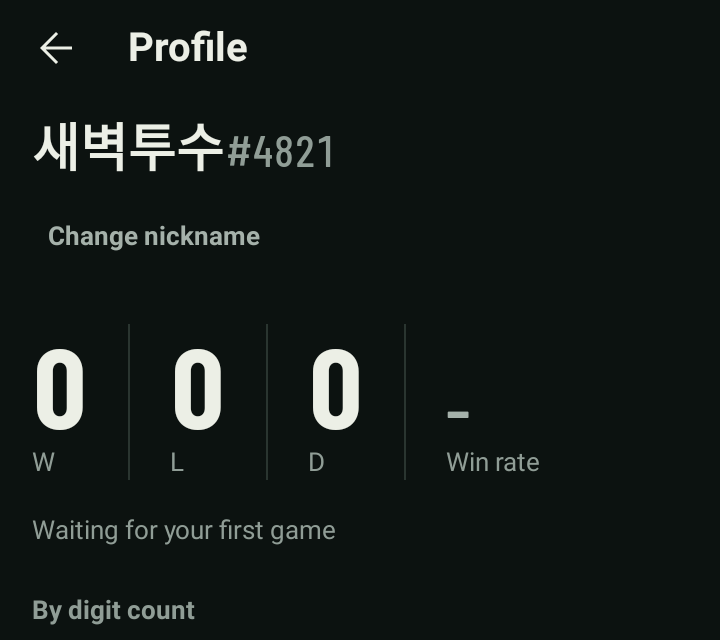 Profile
새벽투수#4821
Change nickname
0 0 0 -
W L D Win rate
Waiting for your first game
By digit count